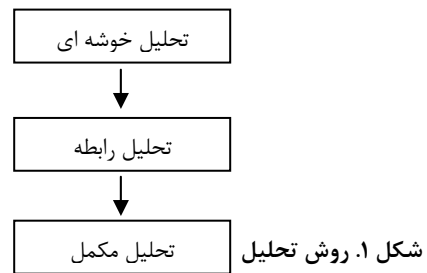 تحلیل خوشه ای
تحلیل رابطه
تحلیل مکمل
شکل ۱. روش تحلیل